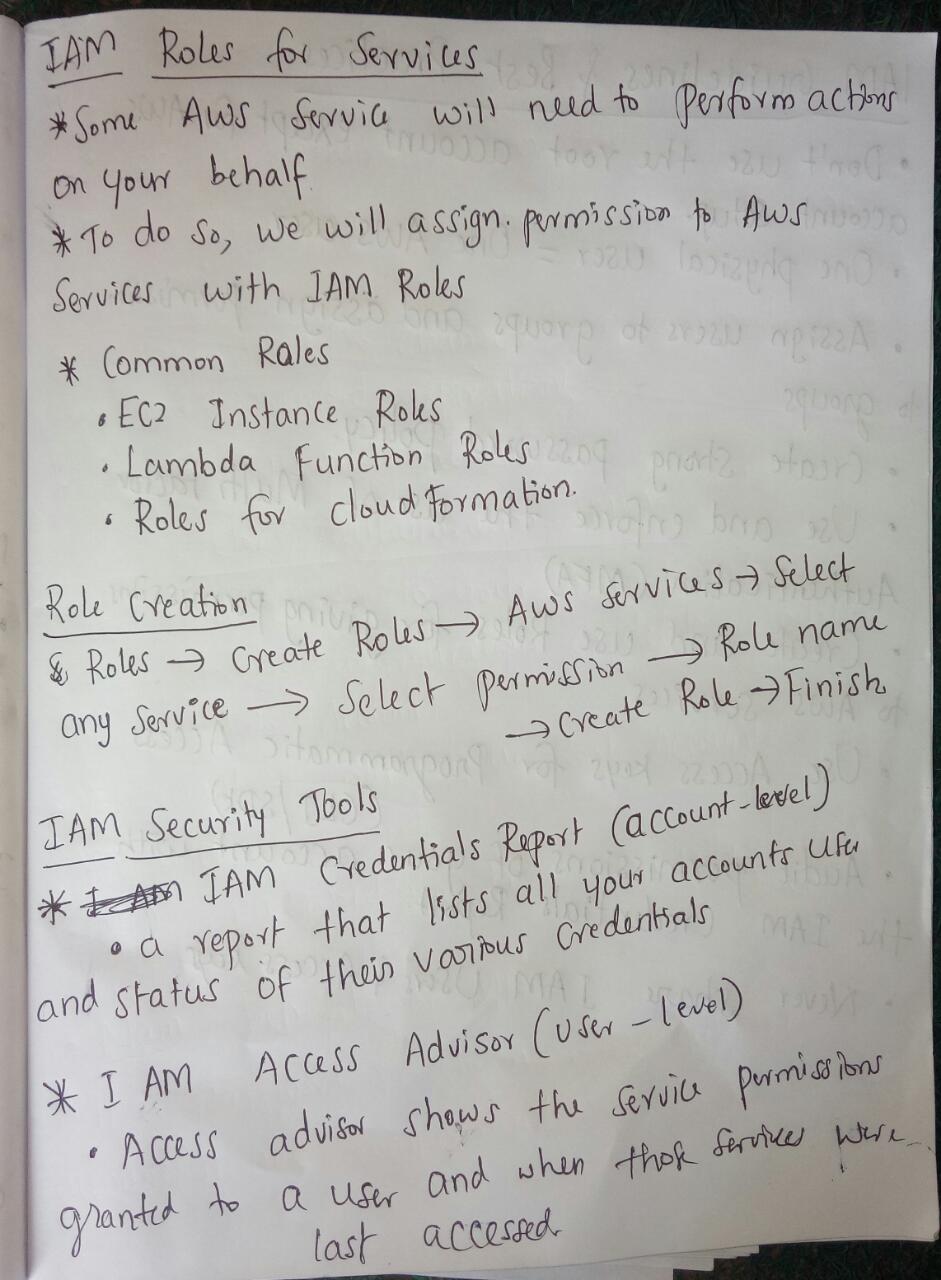 IAM Roles for Services
* Some AWS Service will need to perform actions
on your behalf
* To do so, we will assign. permission to AWS
Services with IAM Roles
* Common Rales
• EC2 Instance Roles
• Lambda Function Roles
• Roles for cloud Formation.
Role Creation
& Roles → Create Roles → AWS Services → Select
any Service → Select permission → Role name
→ Create Role → Finish
IAM Security Tools
* IAM Credentials Report (account-level)
• a report that lists all your accounts user
and status of their various credentials
* I AM Access Advisor (user-level)
• Access advisor shows the service permissions
granted to a user and when those services were
last accessed